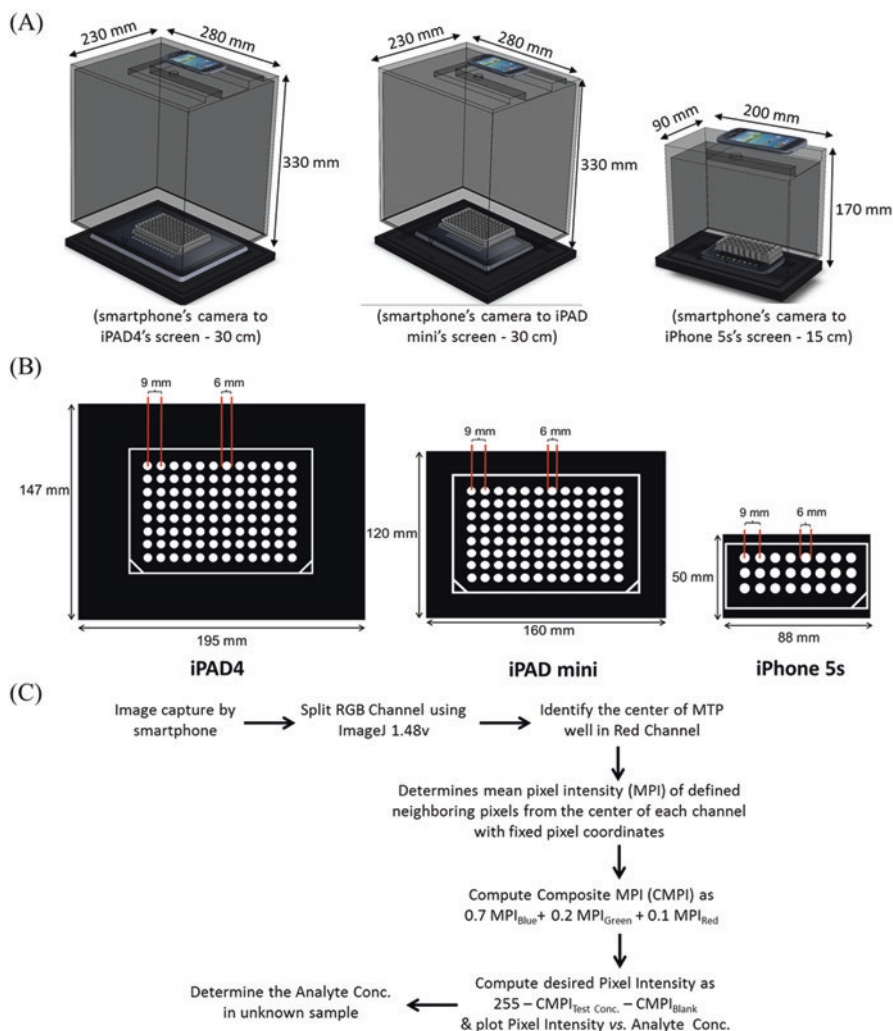 (A)
230 mm
280 mm
330 mm
230 mm
280 mm
330 mm
90 mm
200 mm
170 mm
(smartphone's camera to
iPAD4's screen - 30 cm)
(smartphone's camera to iPAD
mini's screen - 30 cm)
(smartphone's camera to
iPhone 5s's screen - 15 cm)
(B)
9 mm
6 mm
147 mm
195 mm
iPAD4
9 mm
6 mm
120 mm
160 mm
iPAD mini
9 mm
6 mm
50 mm
88 mm
iPhone 5s
(C)
Image capture by
smartphone
Split RGB Channel using
ImageJ 1.48v
Identify the center of MTP
well in Red Channel
Determines mean pixel intensity (MPI) of defined
neighboring pixels from the center of each channel
with fixed pixel coordinates
Compute Composite MPI (CMPI) as
0.7 MPIBlue + 0.2 MPIGreen + 0.1 MPIRed
Compute desired Pixel Intensity as
255 – CMPITest Conc. – CMPIBlank
& plot Pixel Intensity vs. Analyte Conc.
Determine the Analyte Conc.
in unknown sample